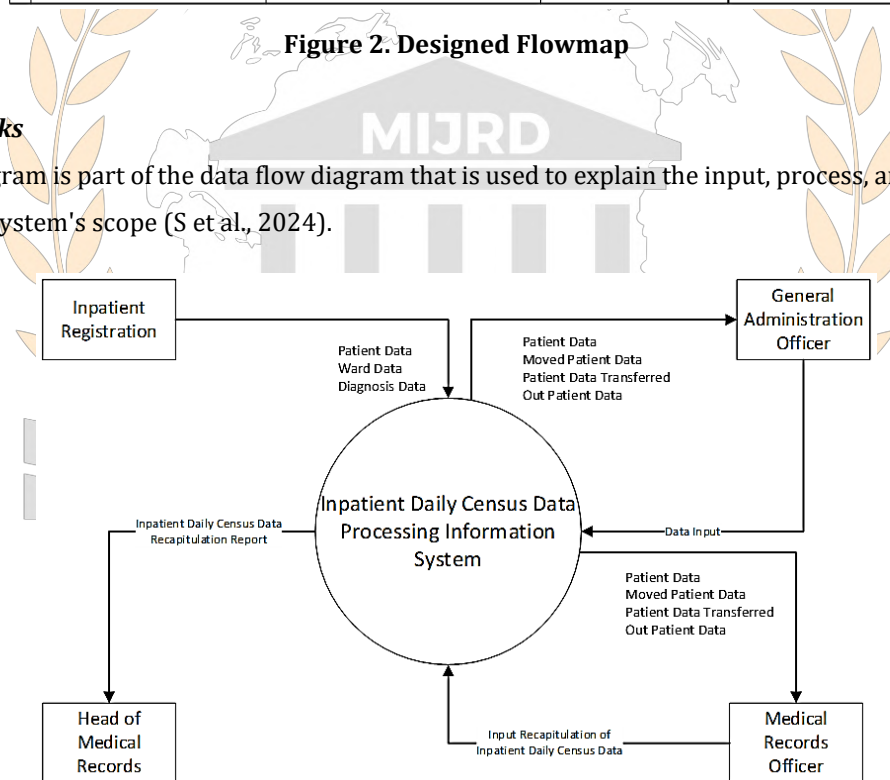 Figure 2. Designed Flowmap
MIJRD
ks
gram is part of the data flow diagram that is used to explain the input, process, a
ystem's scope (S et al., 2024).
Inpatient
Registration
General
Administration
Officer
Patient Data
Ward Data
Diagnosis Data
Patient Data
Moved Patient Data
Patient Data Transferred
Out Patient Data
Inpatient Daily Census Data
Processing Information
System
Inpatient Daily Census Data
Recapitulation Report
Data Input
Patient Data
Moved Patient Data
Patient Data Transferred
Out Patient Data
Head of
Medical
Records
Input Recapitulation of
Inpatient Daily Census Data
Medical
Records
Officer